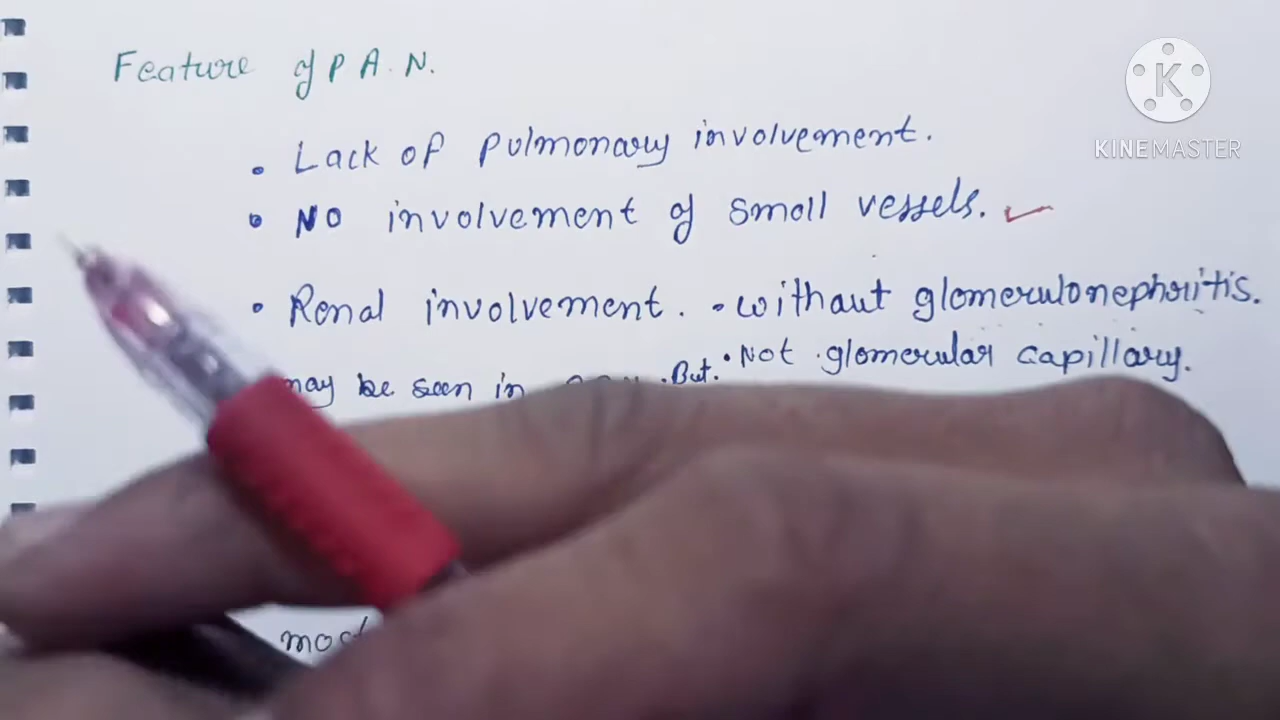 Feature of P A. N.
K
KINEMASTER
• Lack of pulmonary involvement.
• NO involvement of small vessels. ✓
• Renal involvement. • without glomerulonephritis.
• Not glomerular capillary.
may be seen in But.